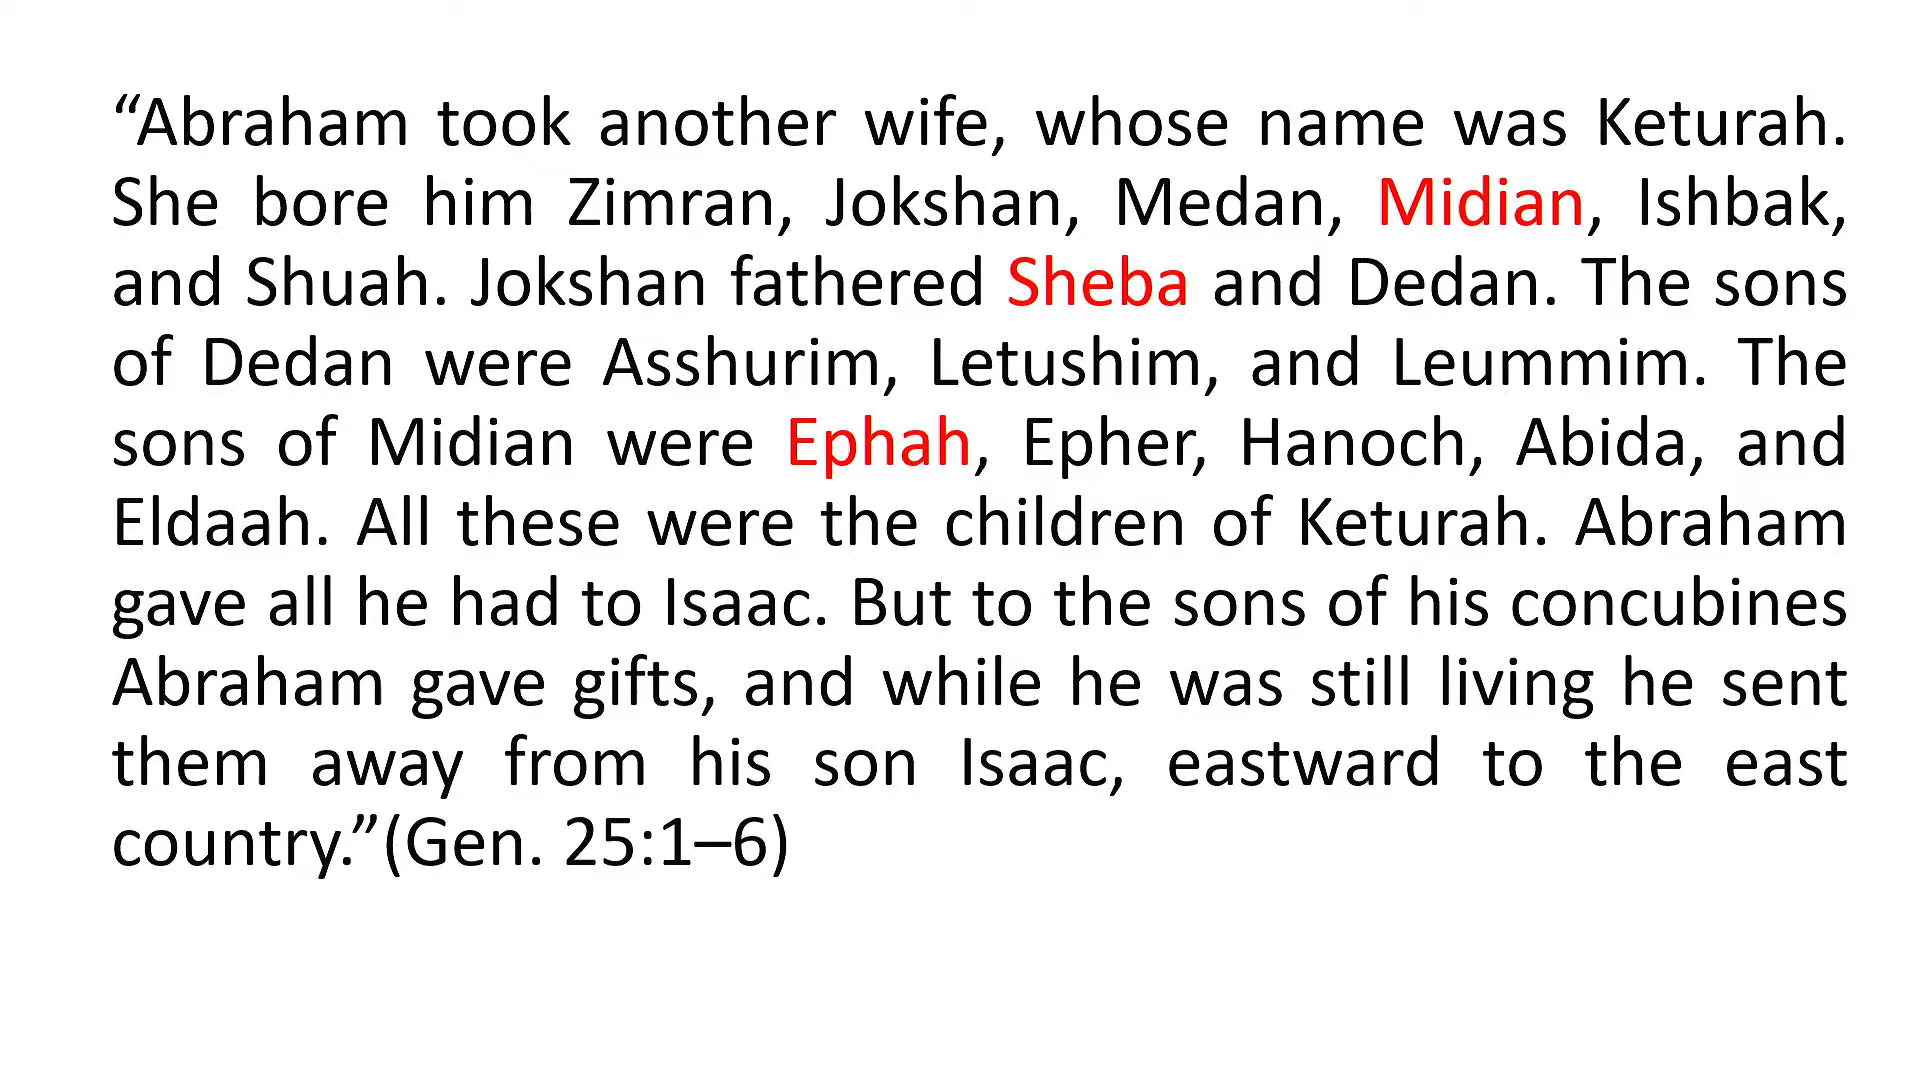 “Abraham took another wife, whose name was Keturah.
She bore him Zimran, Jokshan, Medan, Midian, Ishbak,
and Shuah. Jokshan fathered Sheba and Dedan. The sons
of Dedan were Asshurim, Letushim, and Leummim. The
sons of Midian were Ephah, Epher, Hanoch, Abida, and
Eldaah. All these were the children of Keturah. Abraham
gave all he had to Isaac. But to the sons of his concubines
Abraham gave gifts, and while he was still living he sent
them away from his son Isaac, eastward to the east
country.”(Gen. 25:1–6)